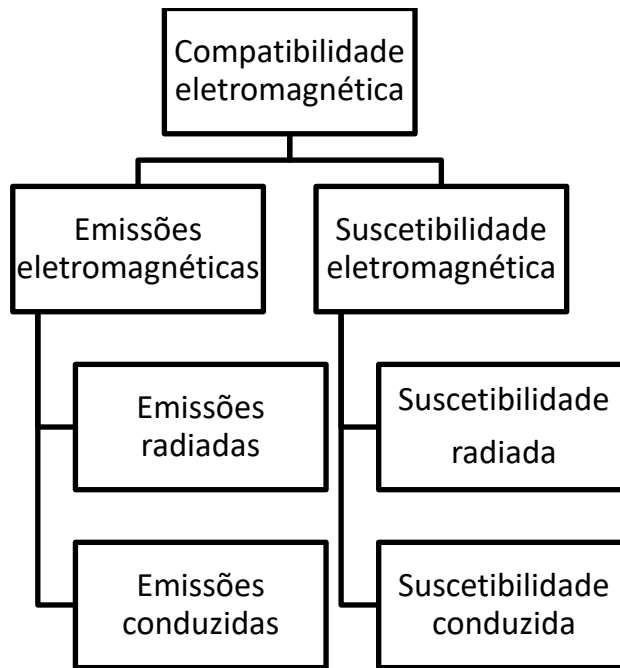 Compatibilidade
eletromagnética
Emissões
eletromagnéticas
Suscetibilidade
eletromagnética
Emissões
radiadas
Suscetibilidade
radiada
Emissões
conduzidas
Suscetibilidade
conduzida